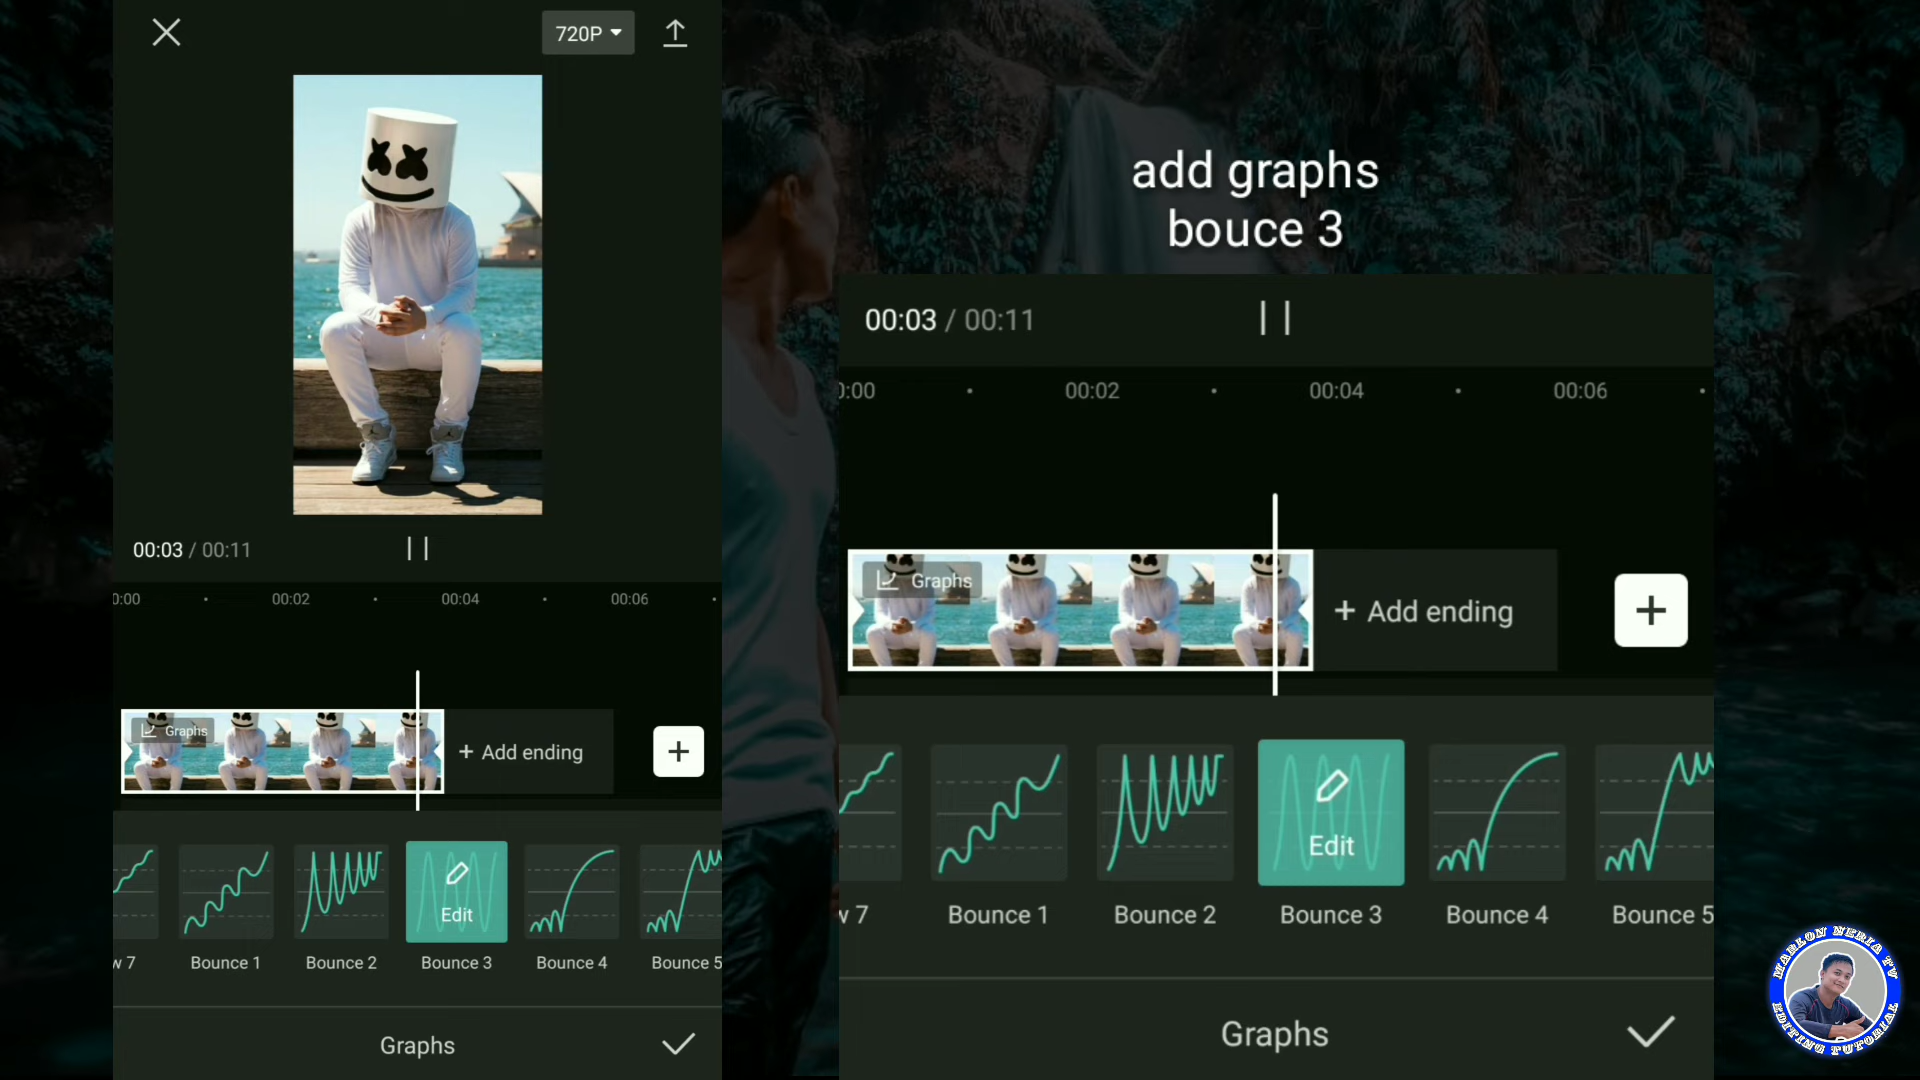 720P
00:03 / 00:11
0:00
00:02
00:04
00:06
Graphs
+ Add ending
+
Edit
w 7
Bounce 1
Bounce 2
Bounce 3
Bounce 4
Bounce 5
Graphs
add graphs
bouce 3
00:03 / 00:11
0:00
00:02
00:04
00:06
Graphs
+ Add ending
+
Edit
w 7
Bounce 1
Bounce 2
Bounce 3
Bounce 4
Bounce 5
Graphs
MARLON NERIA TV
EDITING TUTORIAL